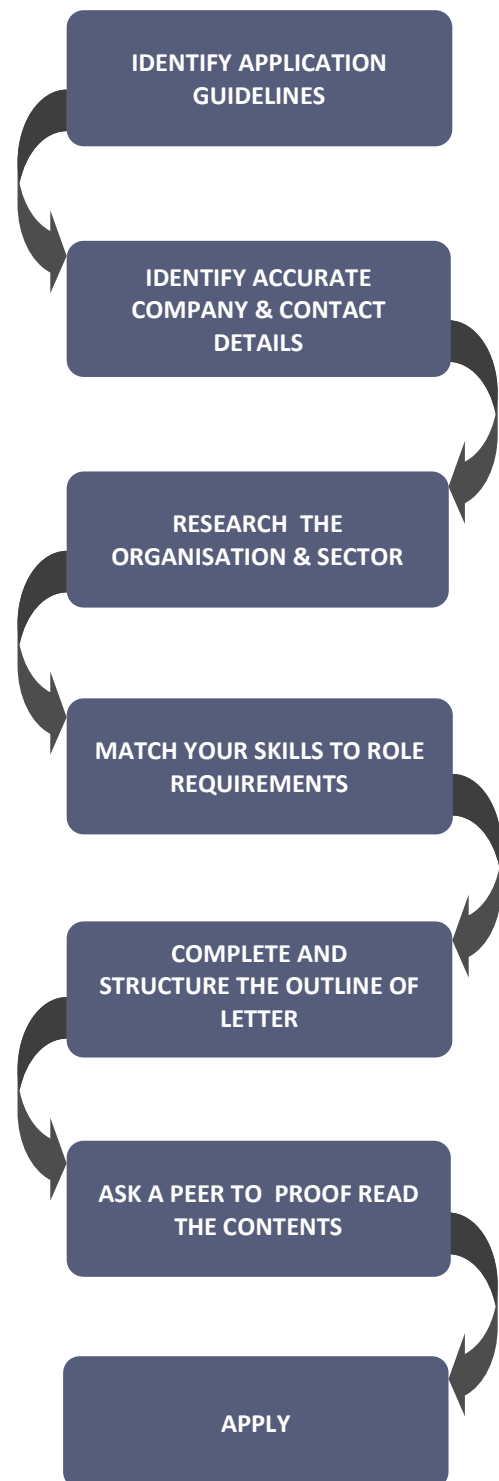 IDENTIFY APPLICATION
GUIDELINES
IDENTIFY ACCURATE
COMPANY & CONTACT
DETAILS
RESEARCH THE
ORGANISATION & SECTOR
MATCH YOUR SKILLS TO ROLE
REQUIREMENTS
COMPLETE AND
STRUCTURE THE OUTLINE OF
LETTER
ASK A PEER TO PROOF READ
THE CONTENTS
APPLY